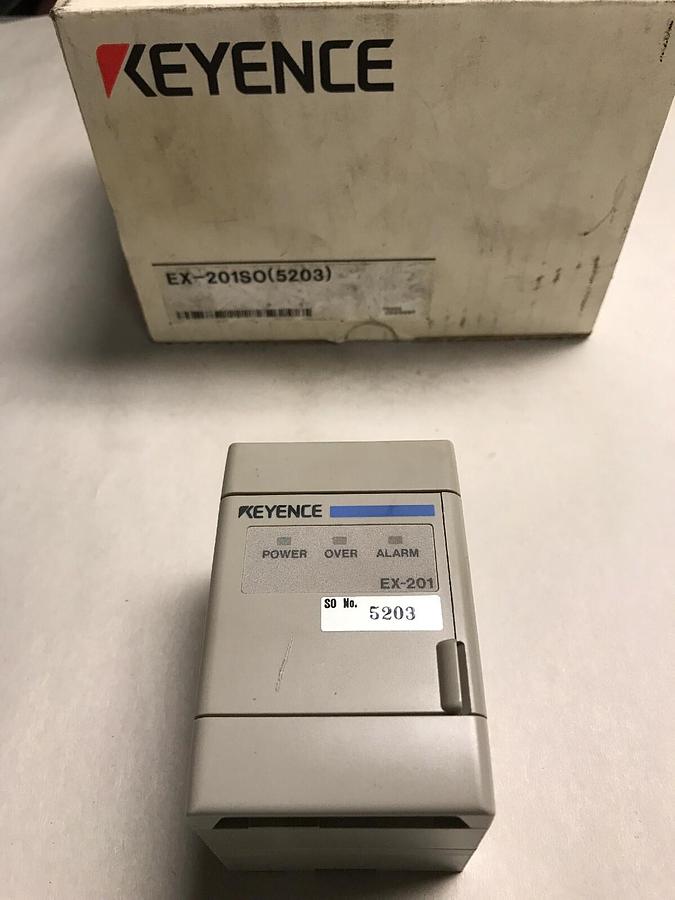 KEYENCE
EX-201SO(5203)
KEYENCE
POWER OVER ALARM
EX-201
SO No. 5203